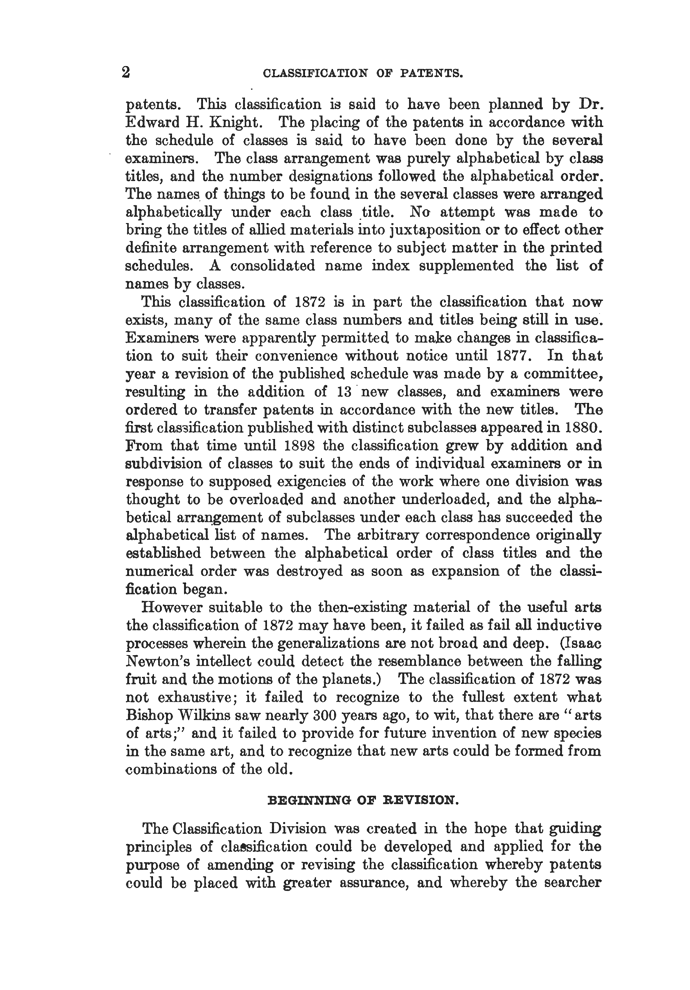 2 CLASSIFICATION OF PATENTS.
patents. This classification is said to have been planned by Dr.
Edward H. Knight. The placing of the patents in accordance with
the schedule of classes is said to have been done by the several
examiners. The class arrangement was purely alphabetical by class
titles, and the number designations followed the alphabetical order.
The names of things to be found in the several classes were arranged
alphabetically under each class title. No attempt was made to
bring the titles of allied materials into juxtaposition or to effect other
definite arrangement with reference to subject matter in the printed
schedules. A consolidated name index supplemented the list of
names by classes.
This classification of 1872 is in part the classification that now
exists, many of the same class numbers and titles being still in use.
Examiners were apparently permitted to make changes in classifica-
tion to suit their convenience without notice until 1877. In that
year a revision of the published schedule was made by a committee,
resulting in the addition of 13 new classes, and examiners were
ordered to transfer patents in accordance with the new titles. The
first classification published with distinct subclasses appeared in 1880.
From that time until 1898 the classification grew by addition and
subdivision of classes to suit the ends of individual examiners or in
response to supposed exigencies of the work where one division was
thought to be overloaded and another underloaded, and the alpha-
betical arrangement of subclasses under each class has succeeded the
alphabetical list of names. The arbitrary correspondence originally
established between the alphabetical order of class titles and the
numerical order was destroyed as soon as expansion of the classi-
fication began.
However suitable to the then-existing material of the useful arts
the classification of 1872 may have been, it failed as fail all inductive
processes wherein the generalizations are not broad and deep. (Isaac
Newton's intellect could detect the resemblance between the falling
fruit and the motions of the planets.) The classification of 1872 was
not exhaustive; it failed to recognize to the fullest extent what
Bishop Wilkins saw nearly 300 years ago, to wit, that there are "arts
of arts;" and it failed to provide for future invention of new species
in the same art, and to recognize that new arts could be formed from
combinations of the old.
BEGINNING OF REVISION.
The Classification Division was created in the hope that guiding
principles of classification could be developed and applied for the
purpose of amending or revising the classification whereby patents
could be placed with greater assurance, and whereby the searcher